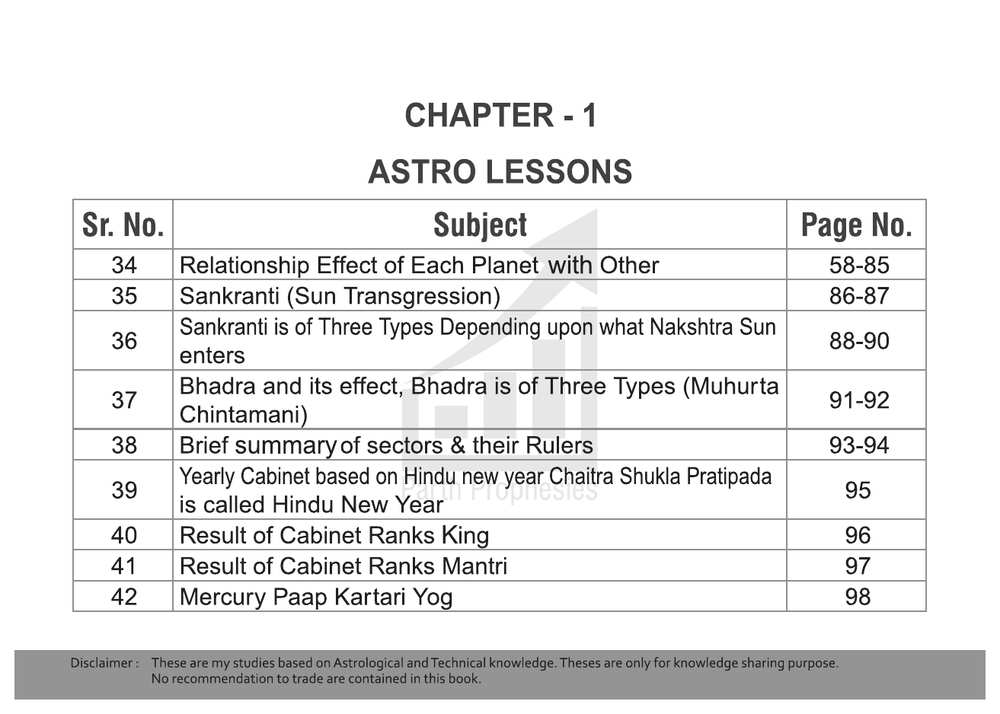 CHAPTER - 1
ASTRO LESSONS
Sr. No. Subject Page No.
34 Relationship Effect of Each Planet with Other 58-85
35 Sankranti (Sun Transgression) 86-87
36 Sankranti is of Three Types Depending upon what Nakshtra Sun
enters 88-90
37 Bhadra and its effect, Bhadra is of Three Types (Muhurta
Chintamani) 91-92
38 Brief summary of sectors & their Rulers 93-94
39 Yearly Cabinet based on Hindu new year Chaitra Shukla Pratipada
is called Hindu New Year 95
40 Result of Cabinet Ranks King 96
41 Result of Cabinet Ranks Mantri 97
42 Mercury Paap Kartari Yog 98
Parth Prophesies
Disclaimer : These are my studies based on Astrological and Technical knowledge. Theses are only for knowledge sharing purpose.
No recommendation to trade are contained in this book.